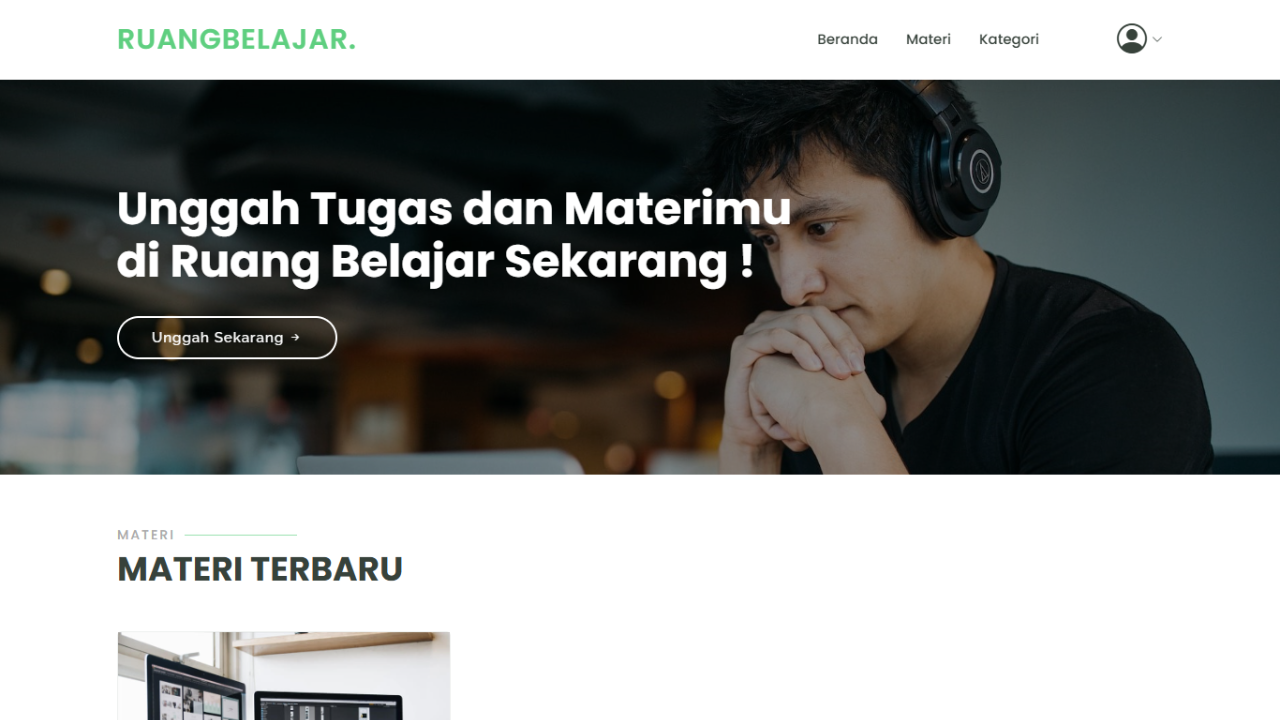 RUANGBELAJAR.
Beranda Materi Kategori
Unggah Tugas dan Materimu
di Ruang Belajar Sekarang !
Unggah Sekarang →
MATERI
MATERI TERBARU